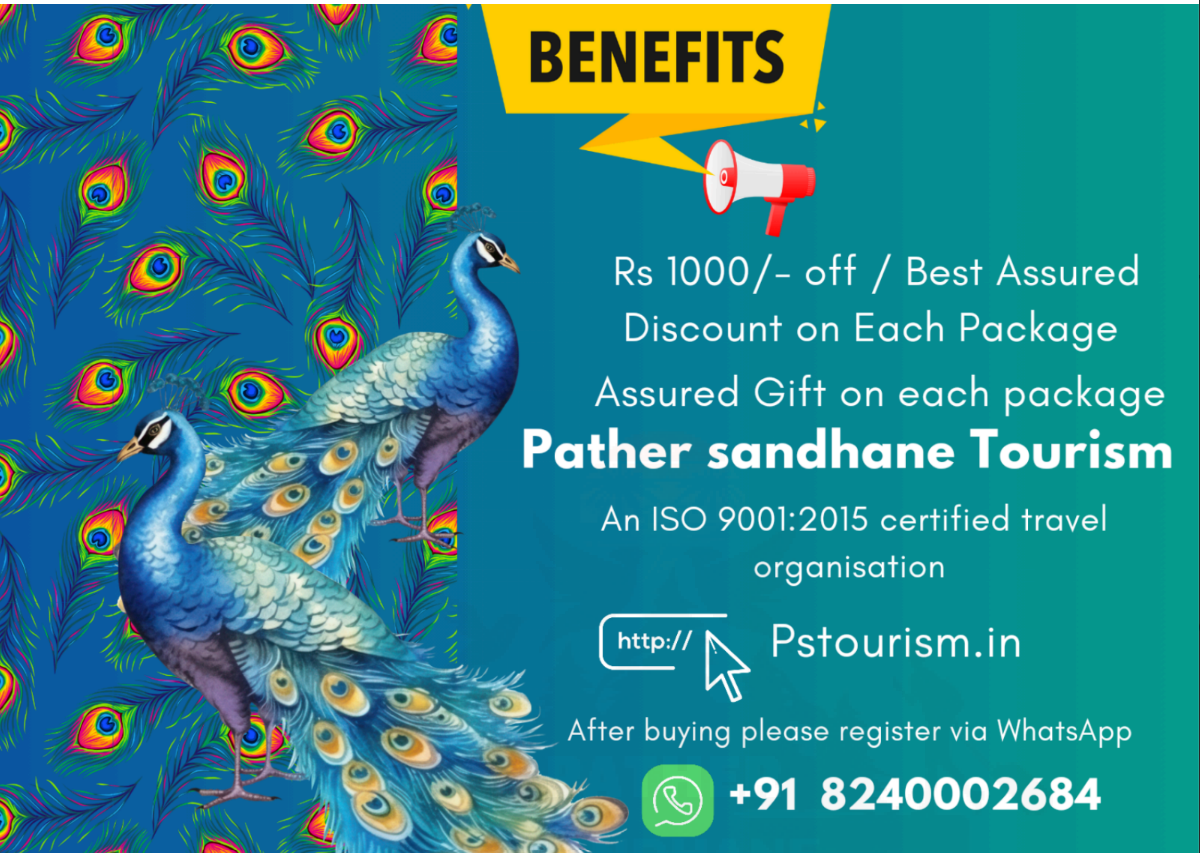 BENEFITS
Rs 1000/- off / Best Assured
Discount on Each Package
Assured Gift on each package
Pather sandhane Tourism
An ISO 9001:2015 certified travel
organisation
http:// Pstourism.in
After buying please register via WhatsApp
+91 8240002684